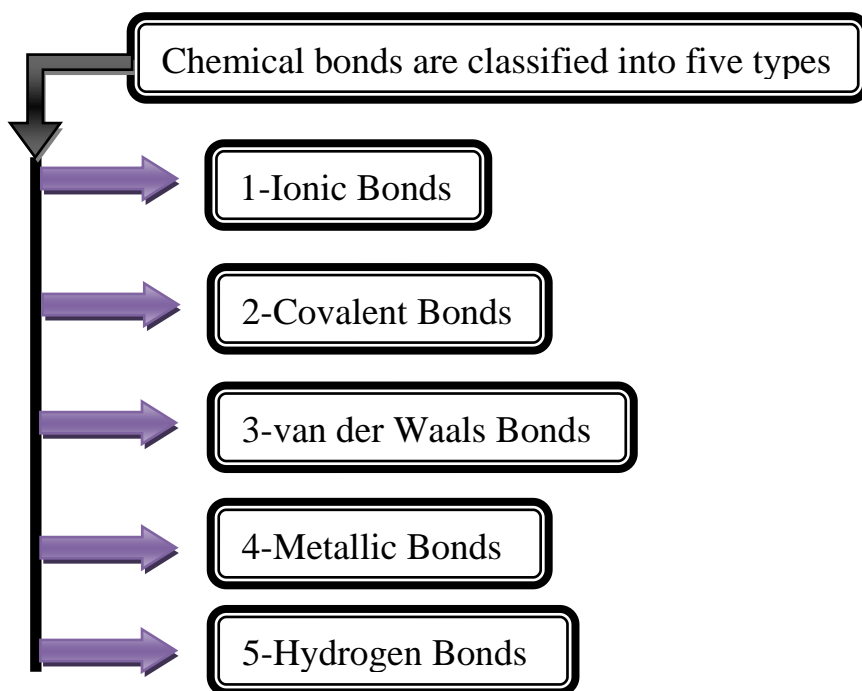 Chemical bonds are classified into five types
1-Ionic Bonds
2-Covalent Bonds
3-van der Waals Bonds
4-Metallic Bonds
5-Hydrogen Bonds